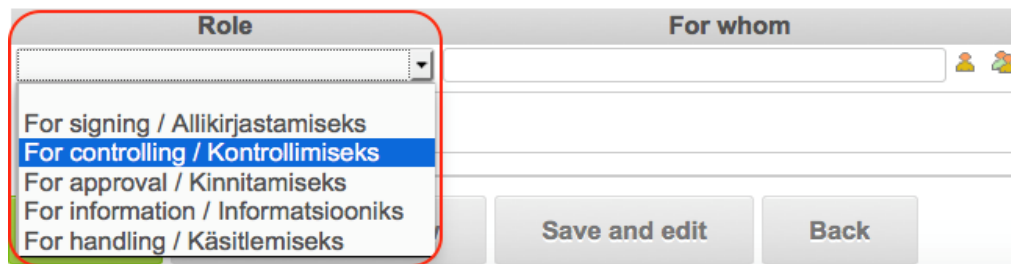 Role For whom
For signing / Allikirjastamiseks
For controlling / Kontrollimiseks
For approval / Kinnitamiseks
For information / Informatsiooniks
For handling / Käsitlemiseks
Save and edit Back